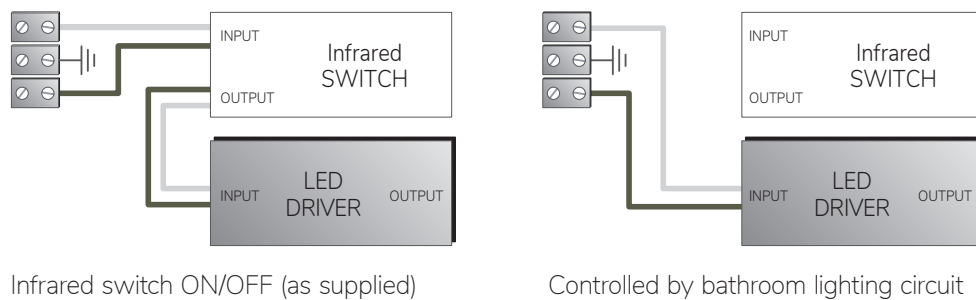 INPUT
Infrared
SWITCH
OUTPUT
INPUT
LED
DRIVER
OUTPUT
Infrared switch ON/OFF (as supplied)
INPUT
Infrared
SWITCH
OUTPUT
INPUT
LED
DRIVER
OUTPUT
Controlled by bathroom lighting circuit